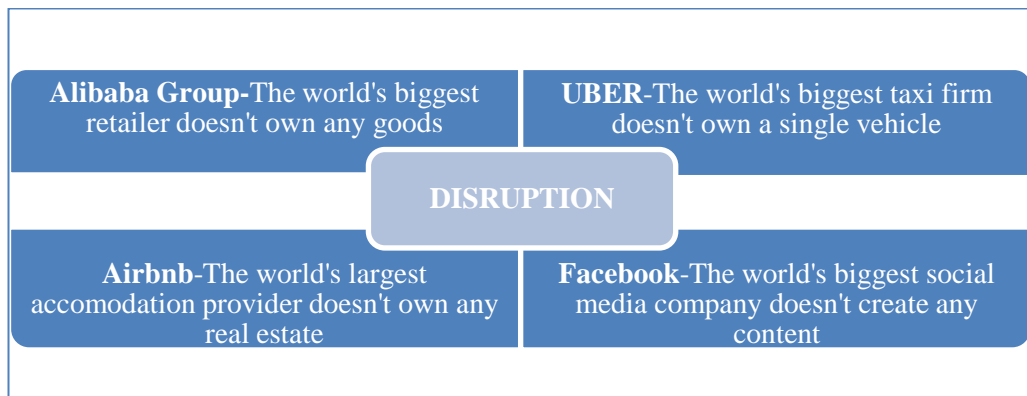 Alibaba Group-The world's biggest
retailer doesn't own any goods
UBER-The world's biggest taxi firm
doesn't own a single vehicle
DISRUPTION
Airbnb-The world's largest
accomodation provider doesn't own any
real estate
Facebook-The world's biggest social
media company doesn't create any
content